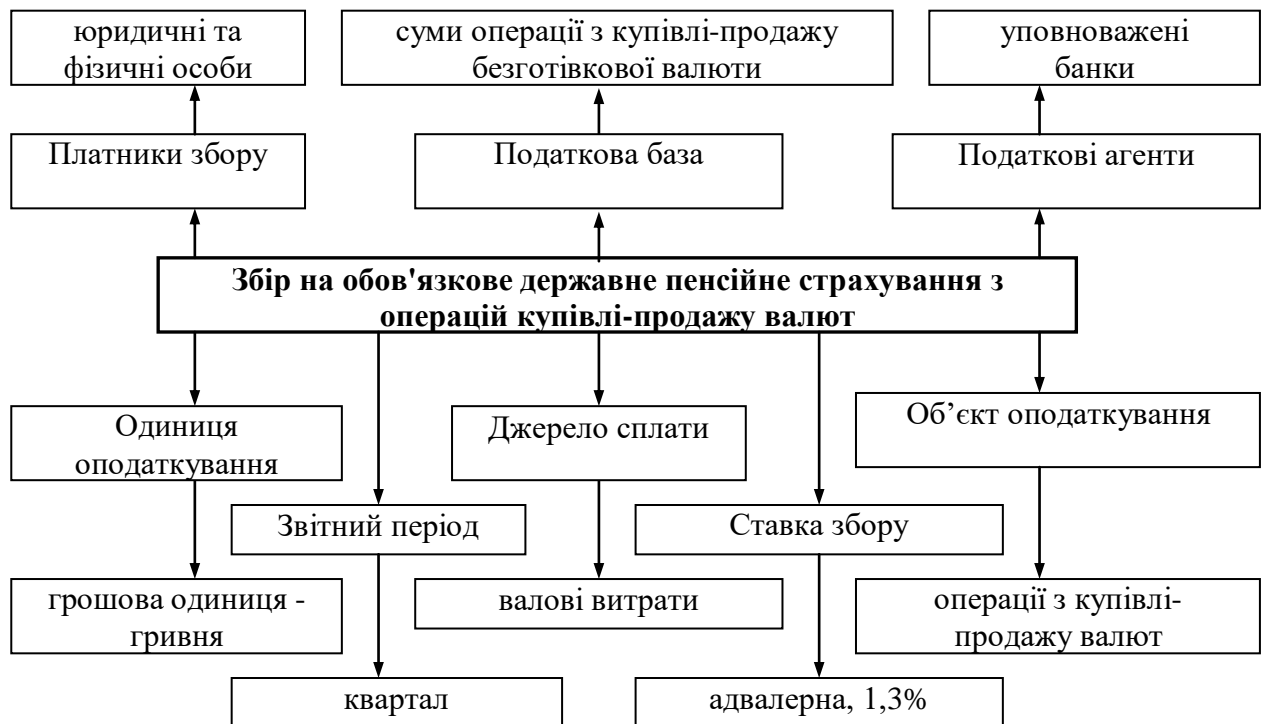 юридичні та
фізичні особи
суми операції з купівлі-продажу
безготівкової валюти
уповноважені
банки
Платники збору
Податкова база
Податкові агенти
Збір на обов'язкове державне пенсійне страхування з
операцій купівлі-продажу валют
Одиниця
оподаткування
Джерело сплати
Об’єкт оподаткування
Звітний період
Ставка збору
грошова одиниця -
гривня
валові витрати
операції з купівлі-
продажу валют
квартал
адвалерна, 1,3%